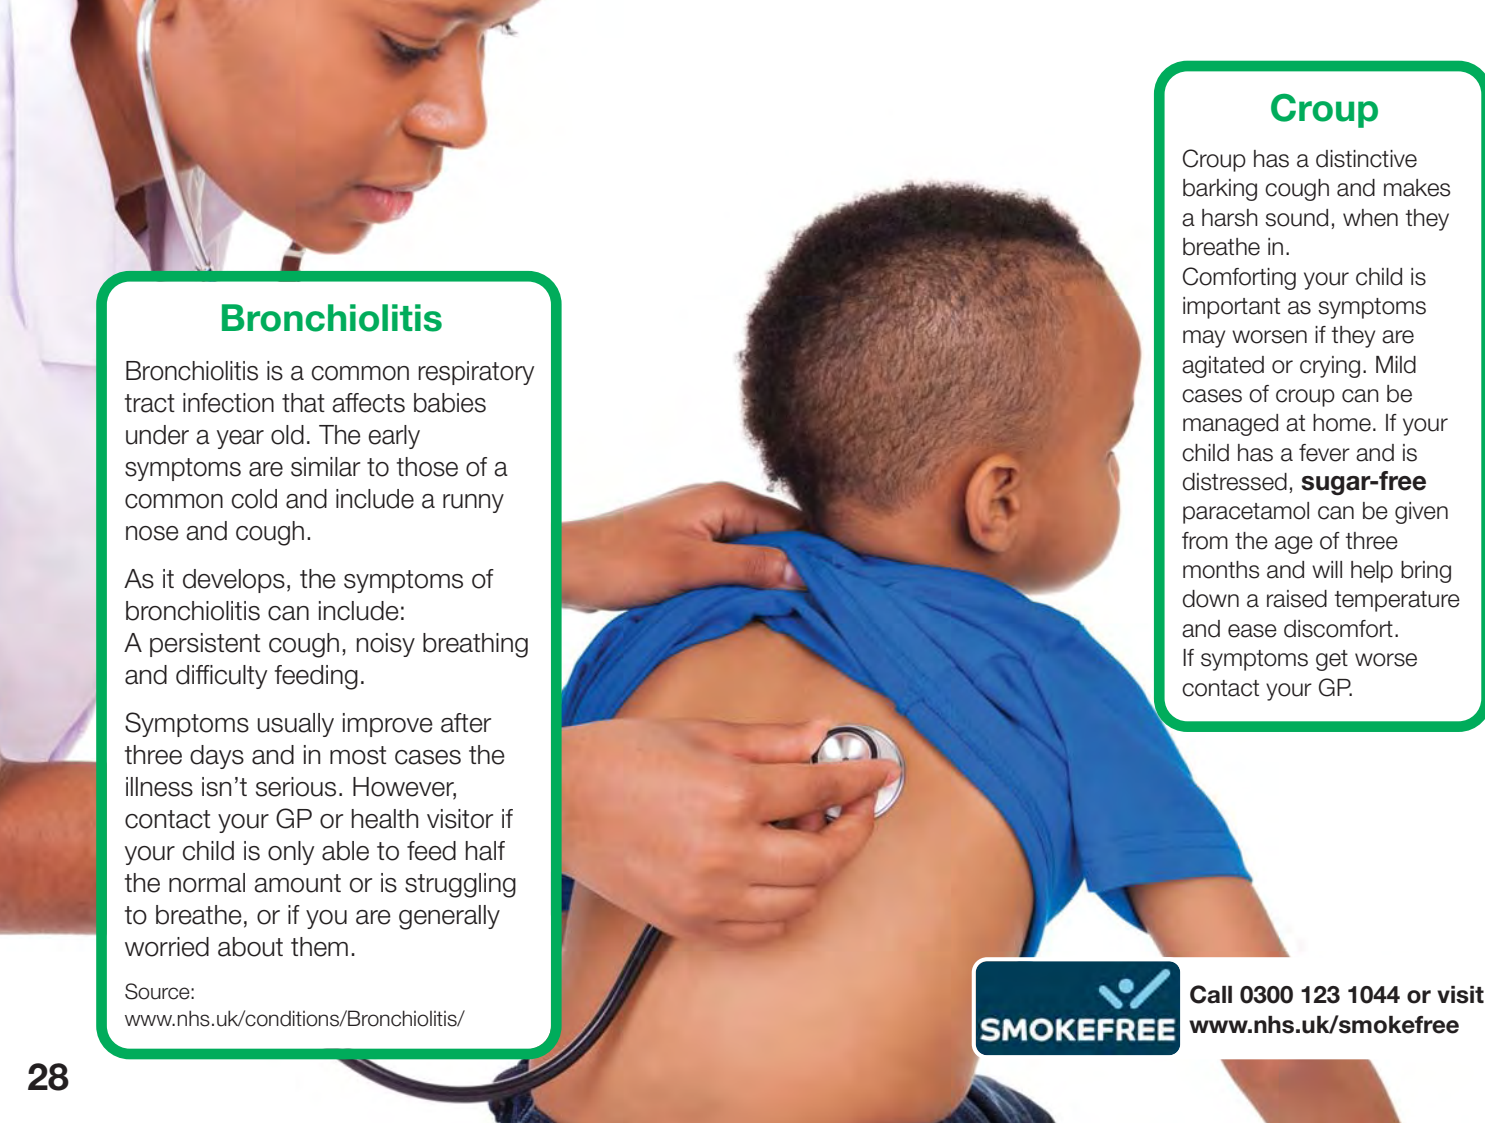 Bronchiolitis
Bronchiolitis is a common respiratory
tract infection that affects babies
under a year old. The early
symptoms are similar to those of a
common cold and include a runny
nose and cough.
As it develops, the symptoms of
bronchiolitis can include:
A persistent cough, noisy breathing
and difficulty feeding.
Symptoms usually improve after
three days and in most cases the
illness isn’t serious. However,
contact your GP or health visitor if
your child is only able to feed half
the normal amount or is struggling
to breathe, or if you are generally
worried about them.
Source:
www.nhs.uk/conditions/Bronchiolitis/
Croup
Croup has a distinctive
barking cough and makes
a harsh sound, when they
breathe in.
Comforting your child is
important as symptoms
may worsen if they are
agitated or crying. Mild
cases of croup can be
managed at home. If your
child has a fever and is
distressed, sugar-free
paracetamol can be given
from the age of three
months and will help bring
down a raised temperature
and ease discomfort.
If symptoms get worse
contact your GP.
SMOKEFREE
Call 0300 123 1044 or visit
www.nhs.uk/smokefree
28